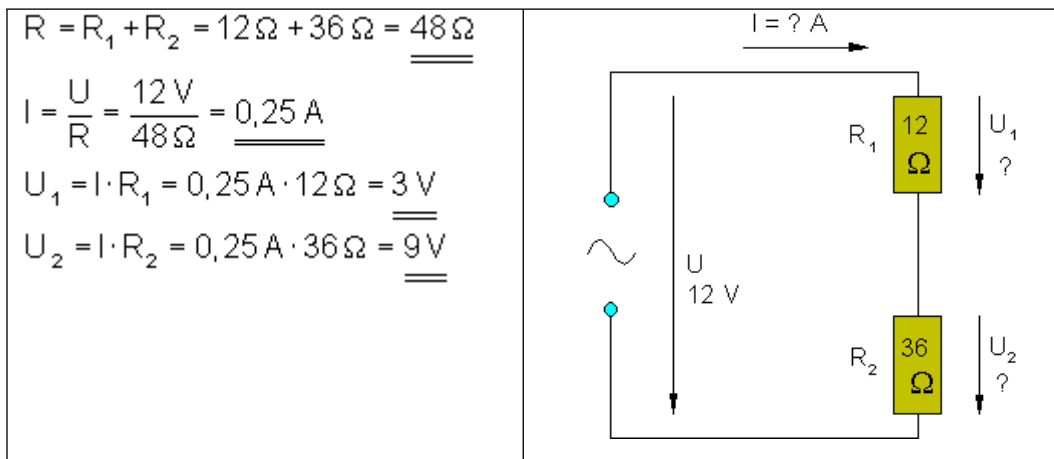 R = R₁ + R₂ = 12 Ω + 36 Ω = 48 Ω
I = U/R = 12 V/48 Ω = 0,25 A
U₁ = I · R₁ = 0,25 A · 12 Ω = 3 V
U₂ = I · R₂ = 0,25 A · 36 Ω = 9 V
I = ? A
R₁
12
Ω
U₁
?
U
12 V
R₂
36
Ω
U₂
?